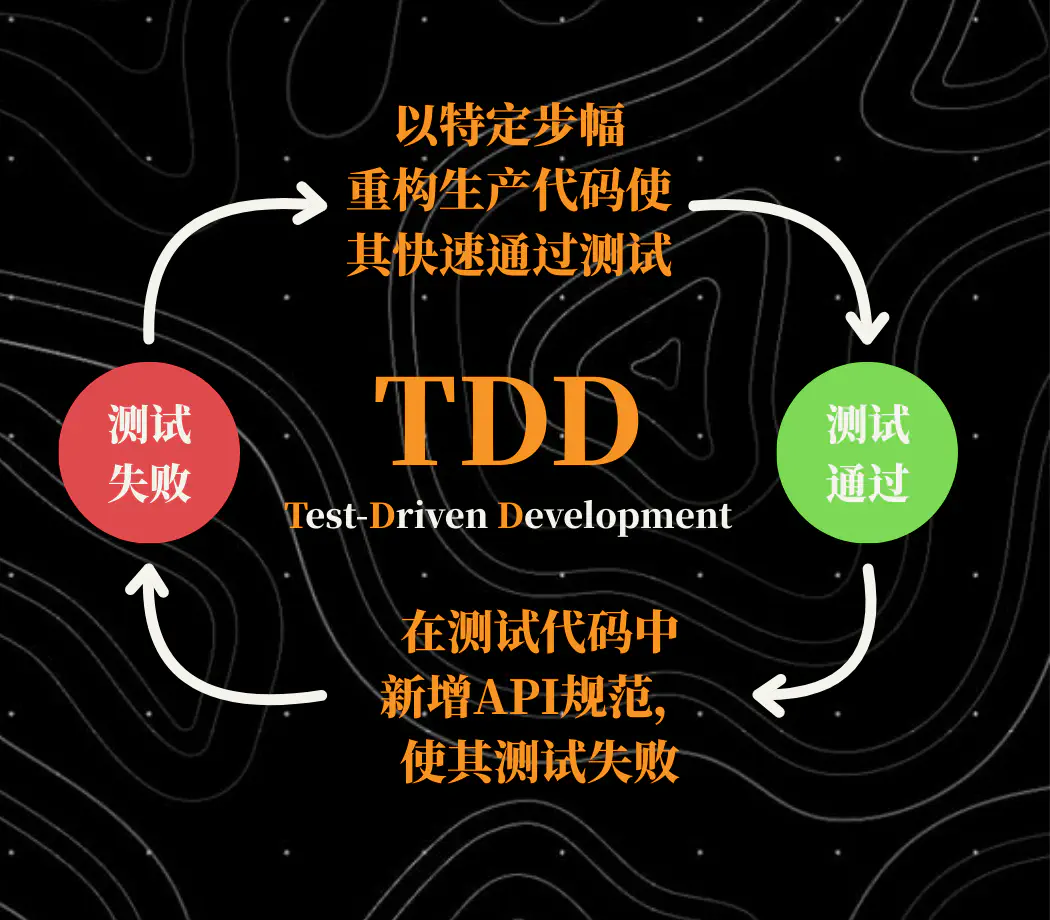 以特定步幅
重构生产代码使
其快速通过测试
测试
失败
TDD
Test-Driven Development
测试
通过
在测试代码中
新增API规范,
使其测试失败